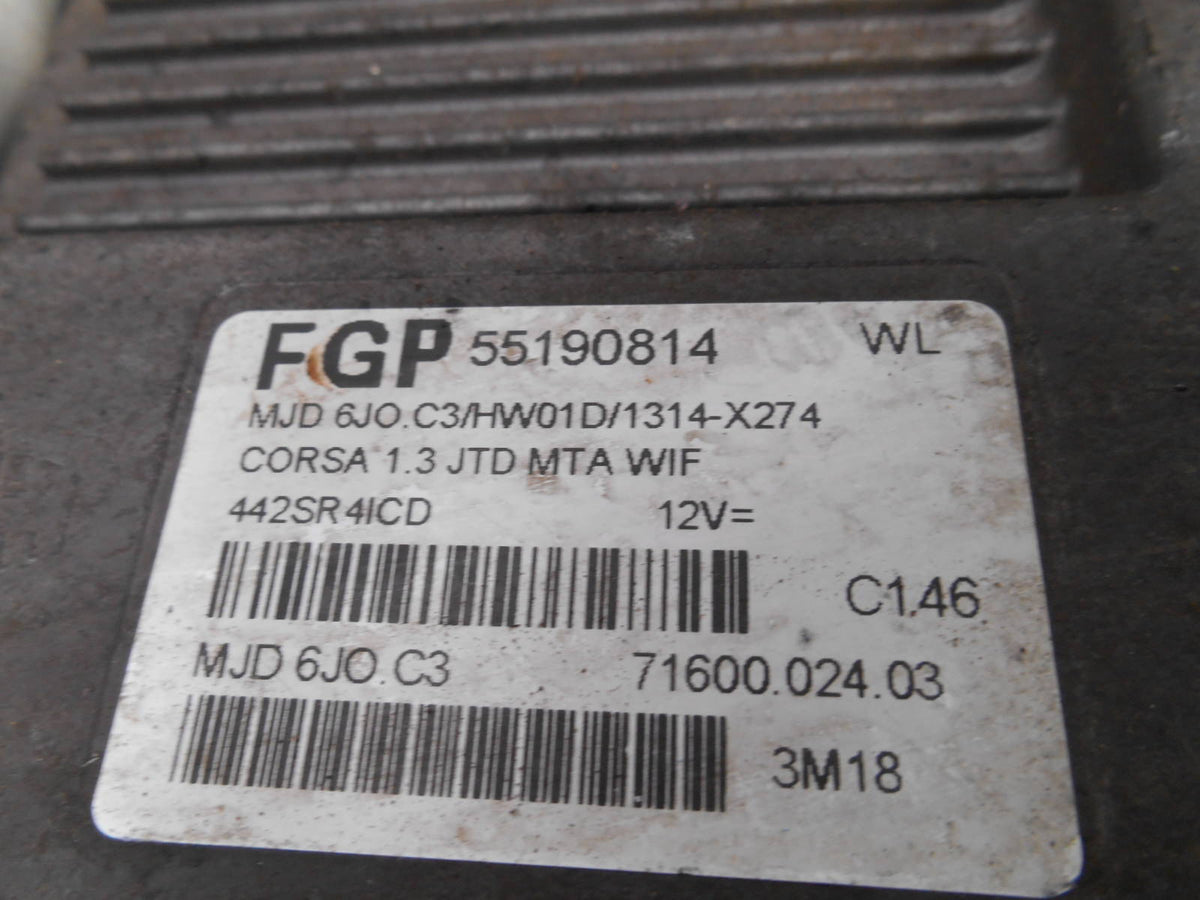 FGP 55190814 WL
MJD 6JO.C3/HW01D/1314-X274
CORSA 1.3 JTD MTA WIF
442SR4ICD 12V=
C1.46
MJD 6JO.C3 71600.024.03
3M18